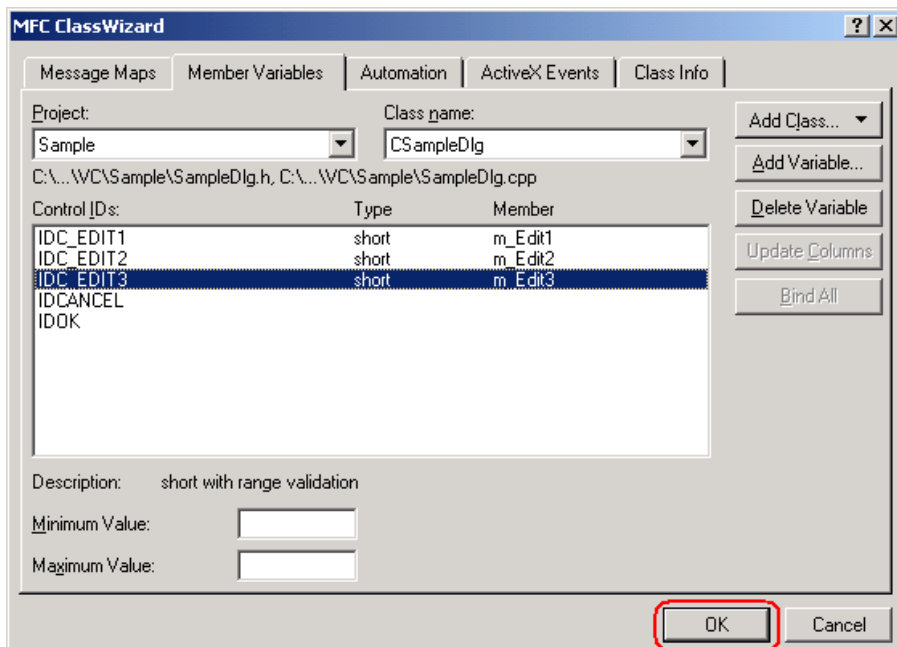 MFC ClassWizard
Message Maps Member Variables Automation ActiveX Events Class Info
Project: Class name:
Sample CSampleDlg
Add Class...
C:\...\VC\Sample\SampleDlg.h, C:\...\VC\Sample\SampleDlg.cpp
Add Variable...
Control IDs: Type Member
Delete Variable
IDC_EDIT1 short m_Edit1
IDC_EDIT2 short m_Edit2
Update Columns
IDC_EDIT3 short m_Edit3
IDCANCEL
Bind All
IDOK
Description: short with range validation
Minimum Value:
Maximum Value:
OK Cancel